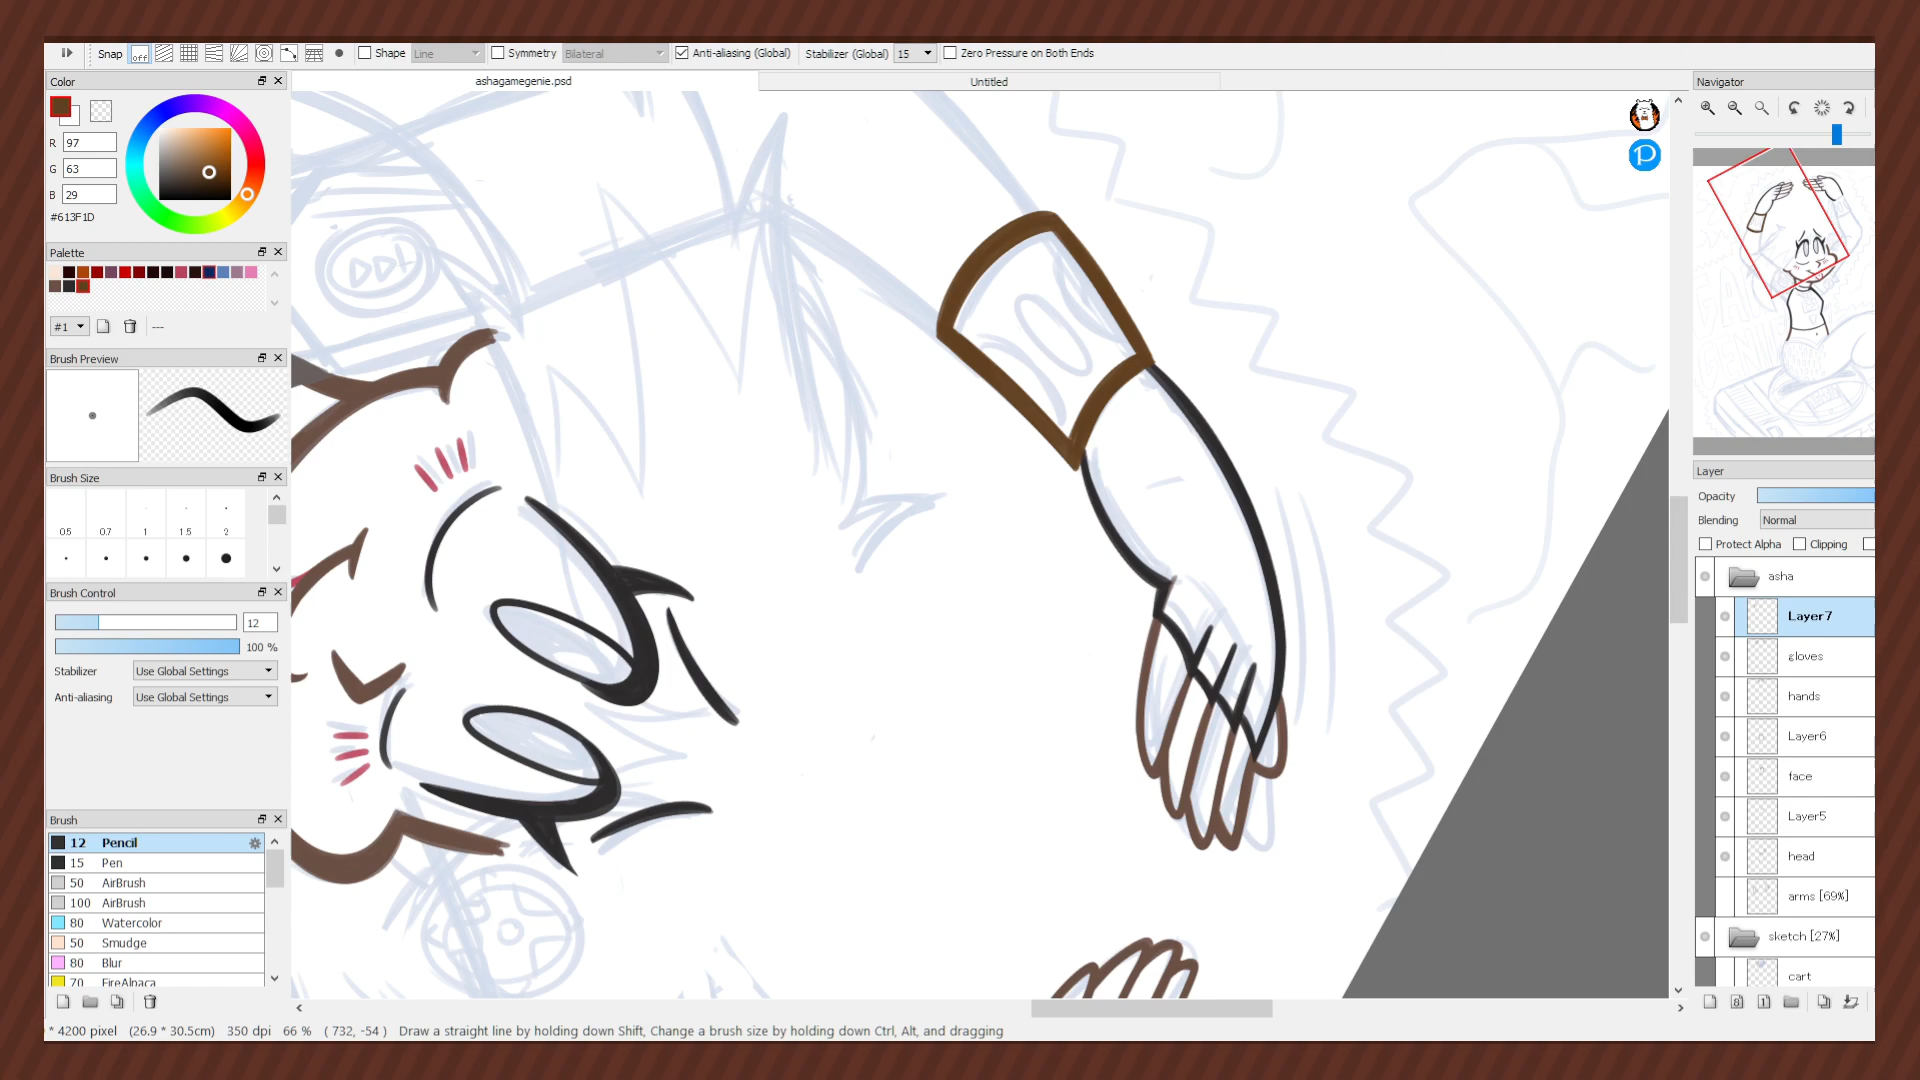 Snap off Shape Line Symmetry Bilateral Anti-aliasing (Global) Stabilizer (Global) 15 Zero Pressure on Both Ends
Color
R 97
G 63
B 29
#613F1D
Palette
#1 ---
Brush Preview
Brush Size
0.5 0.7 1 1.5 2
Brush Control
12
100 %
Stabilizer Use Global Settings
Anti-aliasing Use Global Settings
Brush
12 Pencil
15 Pen
50 AirBrush
100 AirBrush
80 Watercolor
50 Smudge
80 Blur
70 FireAlpaca
ashagamegenie.psd Untitled
Navigator
Layer
Opacity
Blending Normal
Protect Alpha Clipping
asha
Layer7
gloves
hands
Layer6
face
Layer5
head
arms [69%]
sketch [27%]
cart
* 4200 pixel (26.9 * 30.5cm) 350 dpi 66 % ( 732, -54 ) Draw a straight line by holding down Shift, Change a brush size by holding down Ctrl, Alt, and dragging